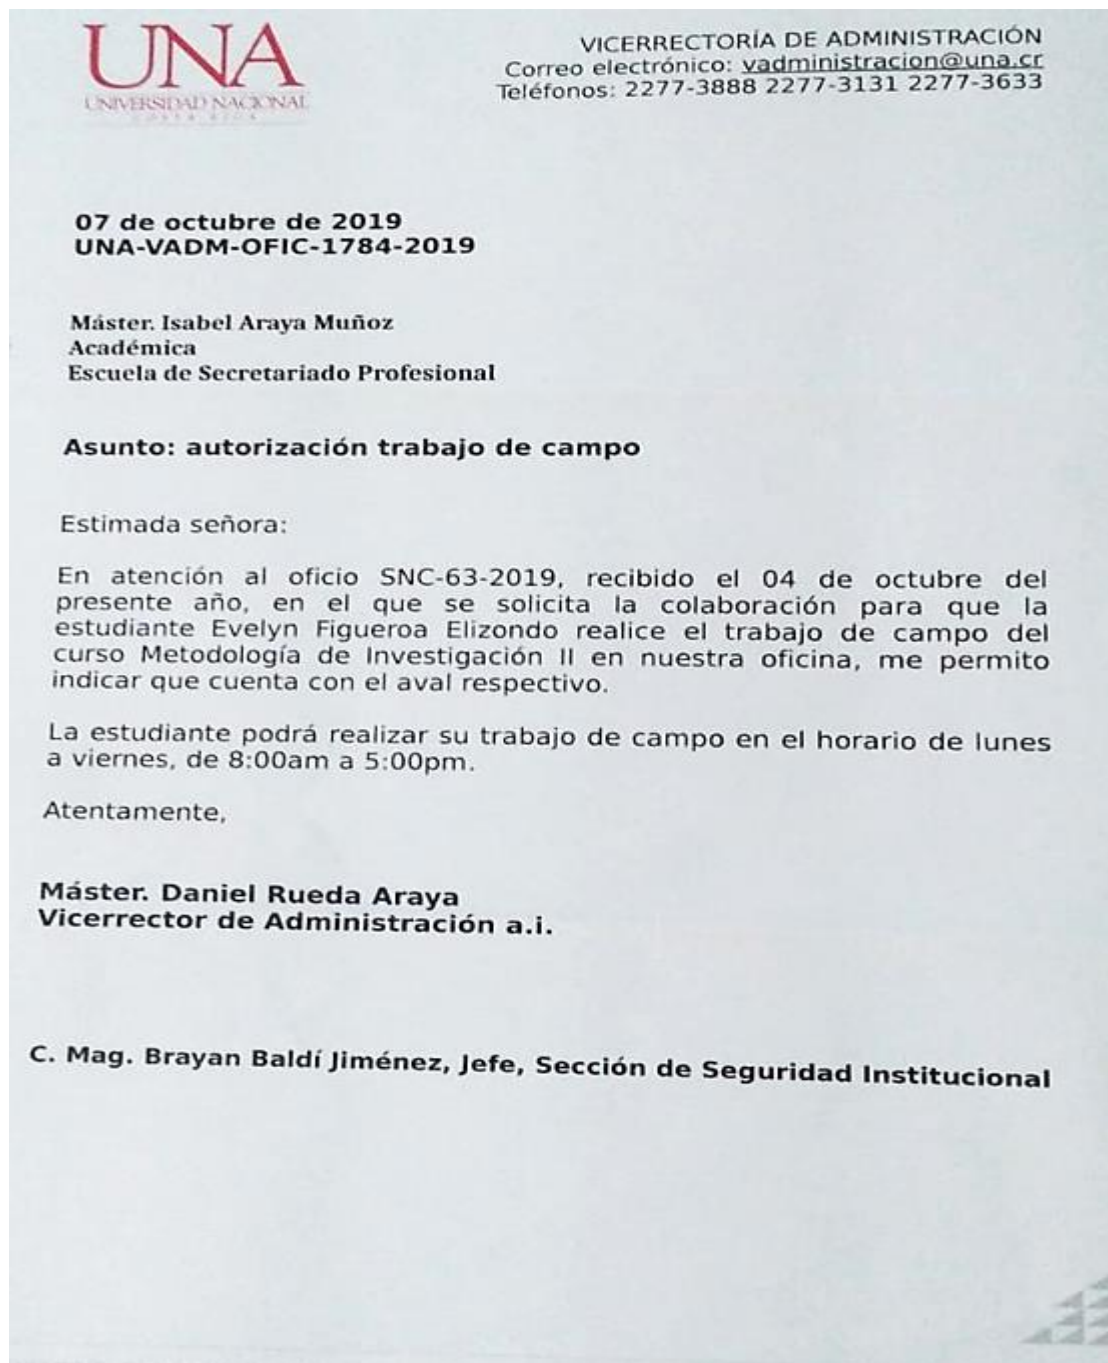 UNA
UNIVERSIDAD NACIONAL
COSTA RICA
VICERRECTORÍA DE ADMINISTRACIÓN
Correo electrónico: vadministracion@una.cr
Teléfonos: 2277-3888 2277-3131 2277-3633
07 de octubre de 2019
UNA-VADM-OFIC-1784-2019
Máster. Isabel Araya Muñoz
Académica
Escuela de Secretariado Profesional
Asunto: autorización trabajo de campo
Estimada señora:
En atención al oficio SNC-63-2019, recibido el 04 de octubre del
presente año, en el que se solicita la colaboración para que la
estudiante Evelyn Figueroa Elizondo realice el trabajo de campo del
curso Metodología de Investigación II en nuestra oficina, me permito
indicar que cuenta con el aval respectivo.
La estudiante podrá realizar su trabajo de campo en el horario de lunes
a viernes, de 8:00am a 5:00pm.
Atentamente,
Máster. Daniel Rueda Araya
Vicerrector de Administración a.i.
C. Mag. Brayan Baldí Jiménez, Jefe, Sección de Seguridad Institucional